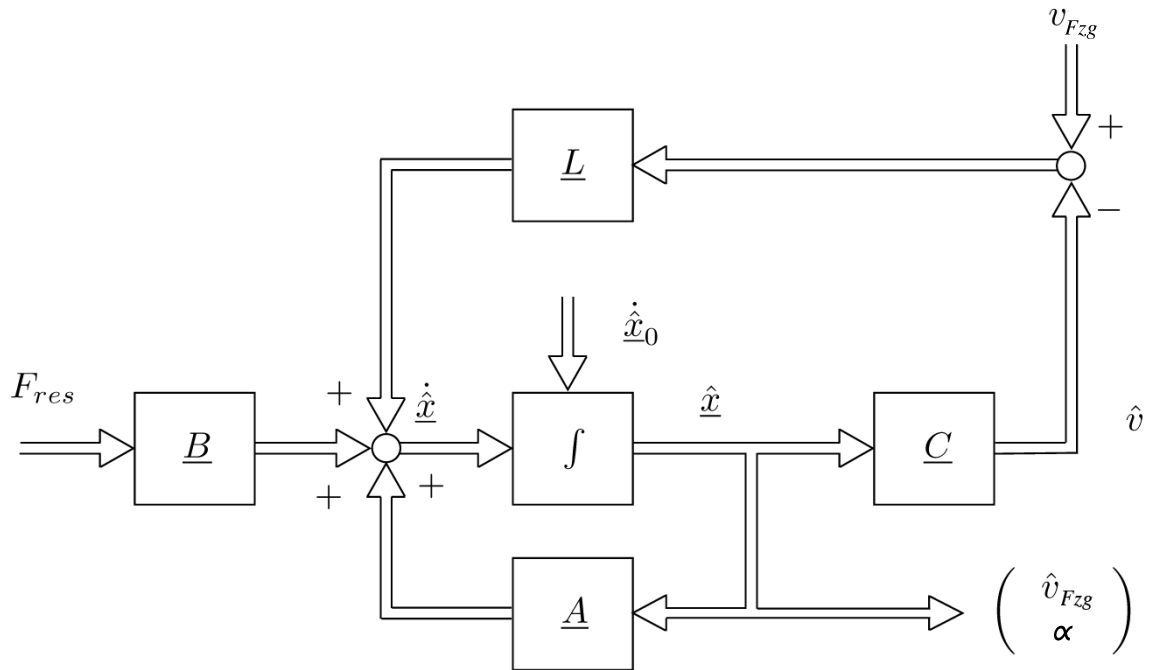 v_Fzg
+
L
−
ẋ̂_0
F_res
+
ẋ̂
x̂
v̂
B
∫
C
+
+
A
( v̂_Fzg )
( α )